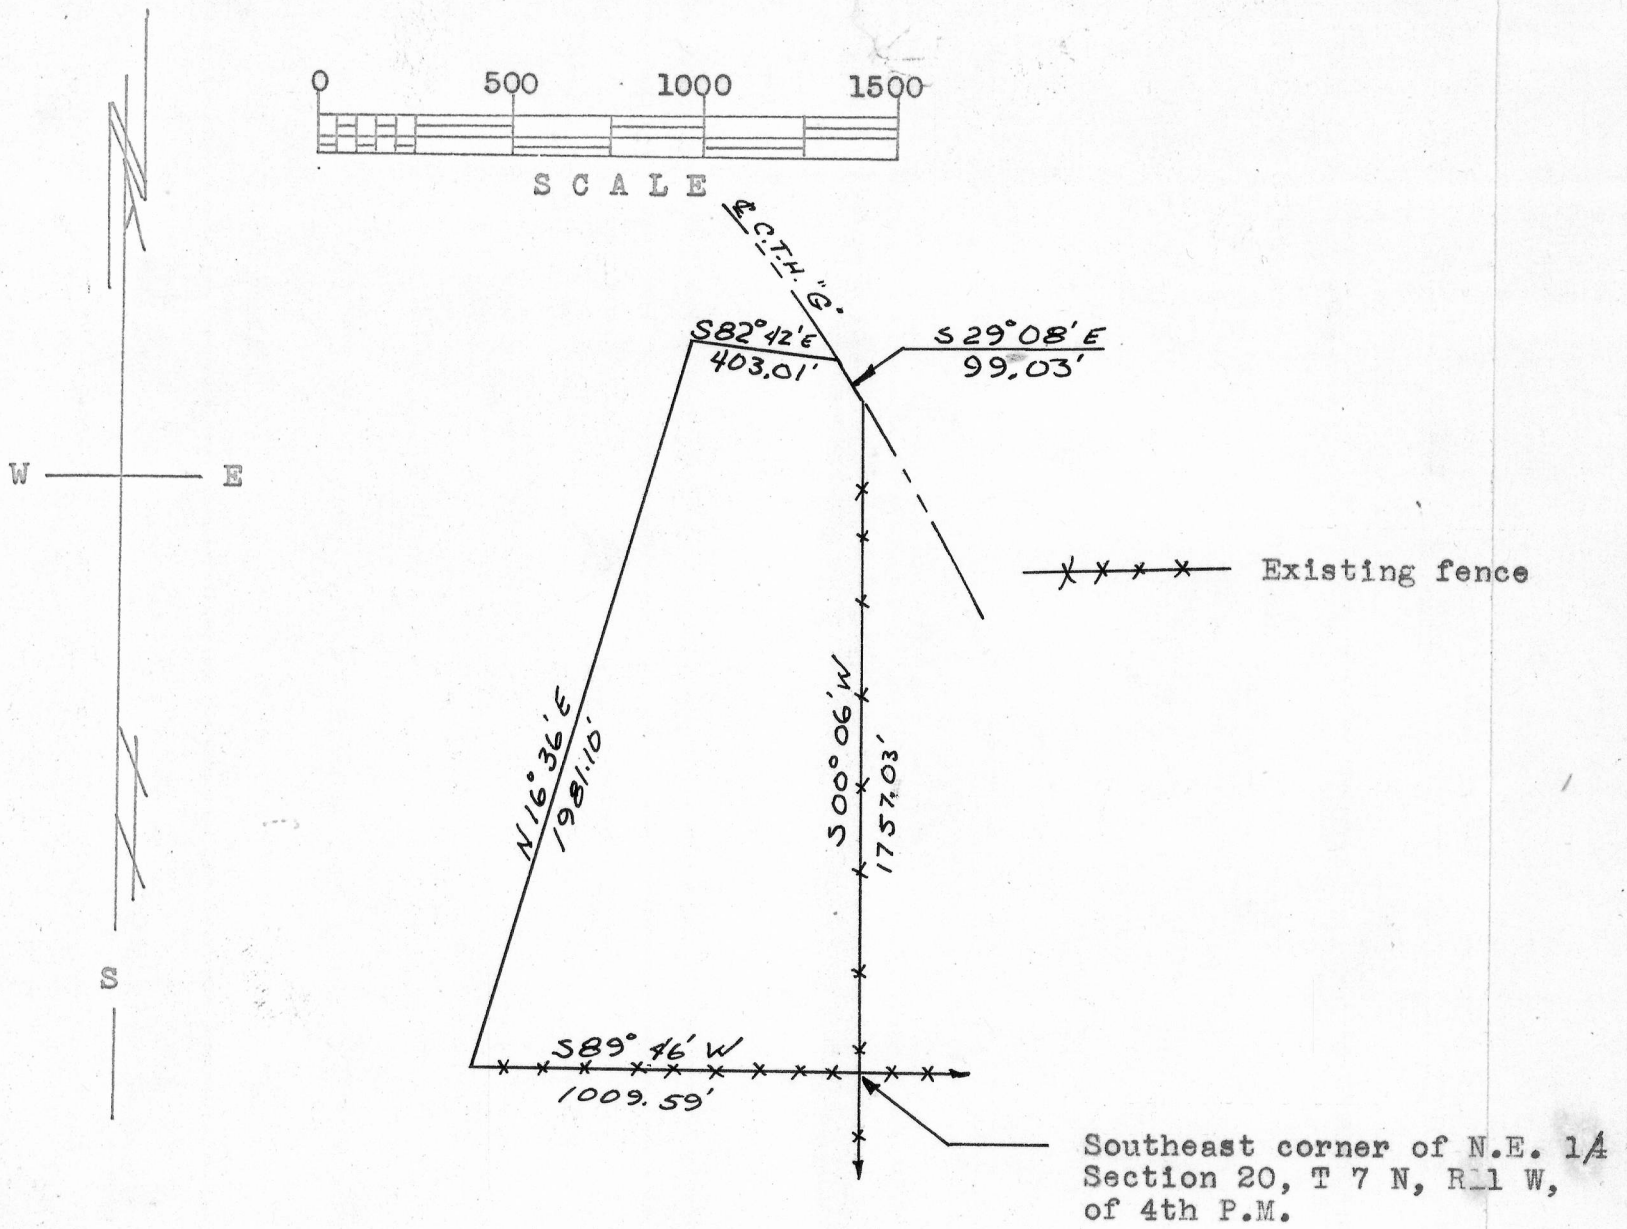 0 500 1000 1500
S C A L E
N
℄ C.T.H. "G"
S82°42'E
403.01'
S29°08'E
99.03'
W E
Existing fence
N16°36'E
1981.10'
S00°06'W
1757.03'
S
S89°46'W
1009.59'
Southeast corner of N.E. 1/4
Section 20, T 7 N, R 1 W,
of 4th P.M.